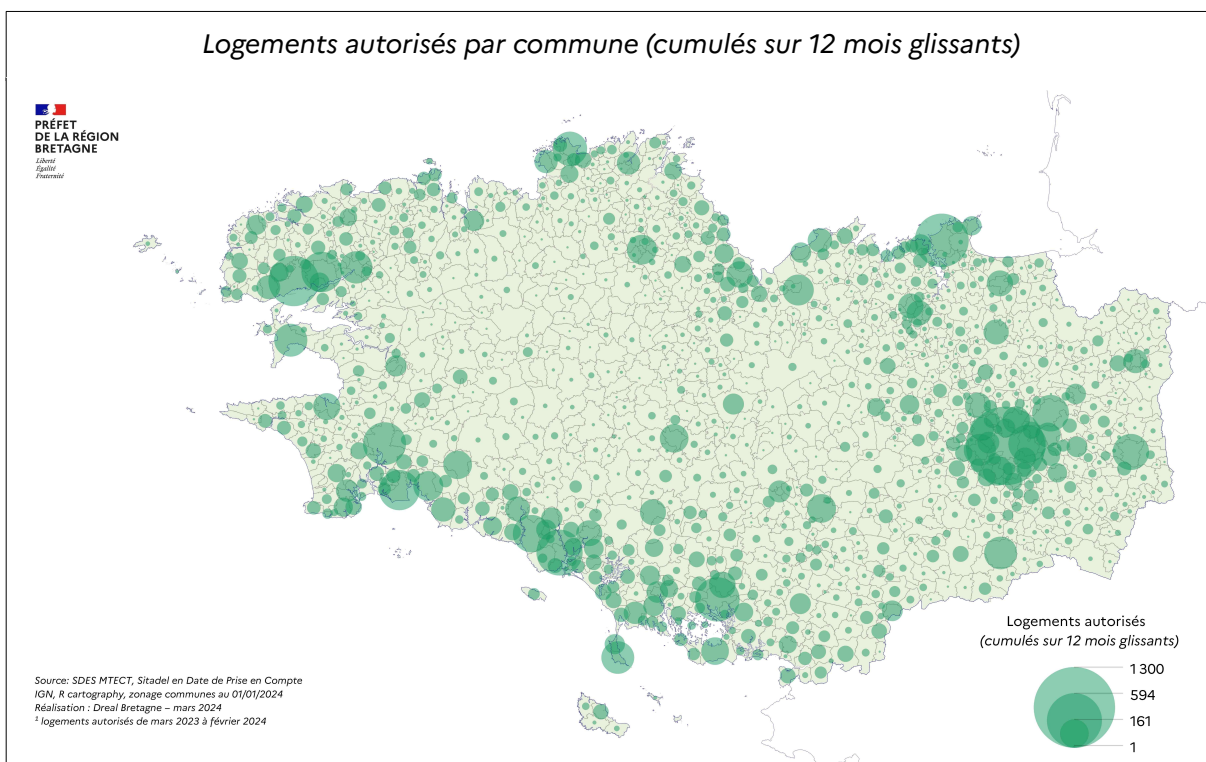 Logements autorisés par commune (cumulés sur 12 mois glissants)
PRÉFET
DE LA RÉGION
BRETAGNE
Liberté
Égalité
Fraternité
Logements autorisés
(cumulés sur 12 mois glissants)
1 300
594
161
1
Source: SDES MTECT, Sitadel en Date de Prise en Compte
IGN, R cartography, zonage communes au 01/01/2024
Réalisation : Dreal Bretagne – mars 2024
¹ logements autorisés de mars 2023 à février 2024